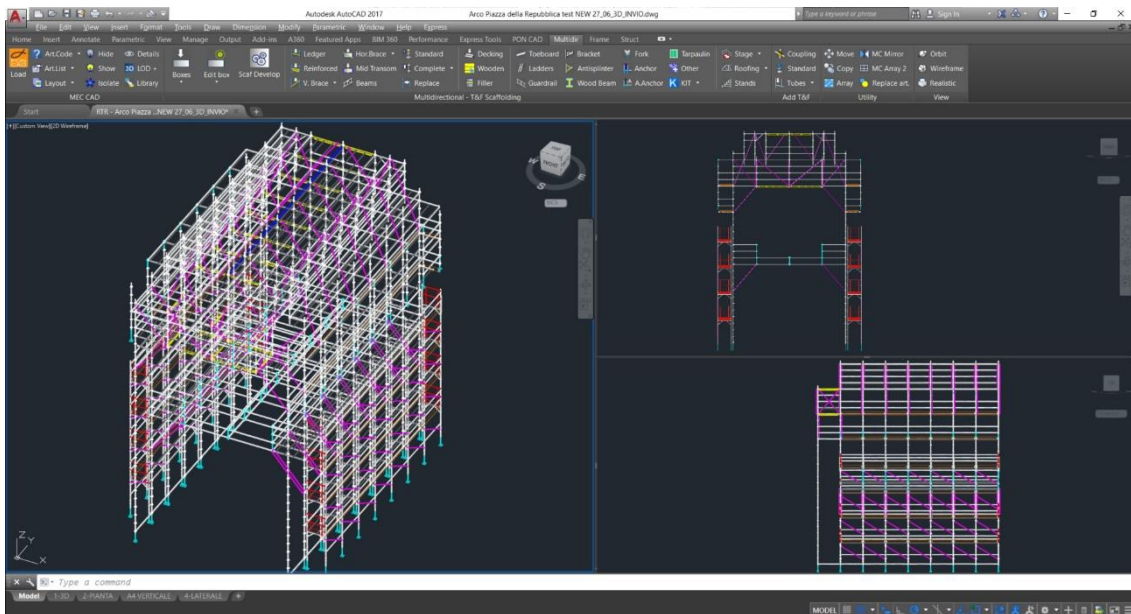 Autodesk AutoCAD 2017 Arco Piazza della Repubblica test NEW 27_06_3D_INVIO.dwg Type a keyword or phrase Sign In
File Edit View Insert Format Tools Draw Dimension Modify Parametric Window Help Express
Home Insert Annotate Parametric View Manage Output Add-ins A360 Featured Apps BIM 360 Performance Express Tools PON CAD Multidir Frame Struct
Art.Code Hide Details Ledger Hor.Brace Standard Decking Toeboard Bracket Fork Tarpaulin Stage Coupling Move MC Mirror Orbit
Load Art.List Show LOD Boxes Edit box Scaf Develop Reinforced Mid Transom Complete Wooden Ladders Antisplinter Anchor Other Roofing Standard Copy MC Array 2 Wireframe
Layout Isolate Library V. Brace Beams Replace Filler Guardrail Wood Beam A.Anchor KIT Stands Tubes Array Replace art. Realistic
MEC CAD Multidirectional - T&F Scaffolding Add T&F Utility View
Start RTR - Arco Piazza ...NEW 27_06_3D_INVIO*
[+][Custom View][2D Wireframe]
TOP
W
S
E
Z
Y
X
Type a command
Model 1-3D 2-PIANTA A4 VERTICALE 4-LATERALE
MODEL